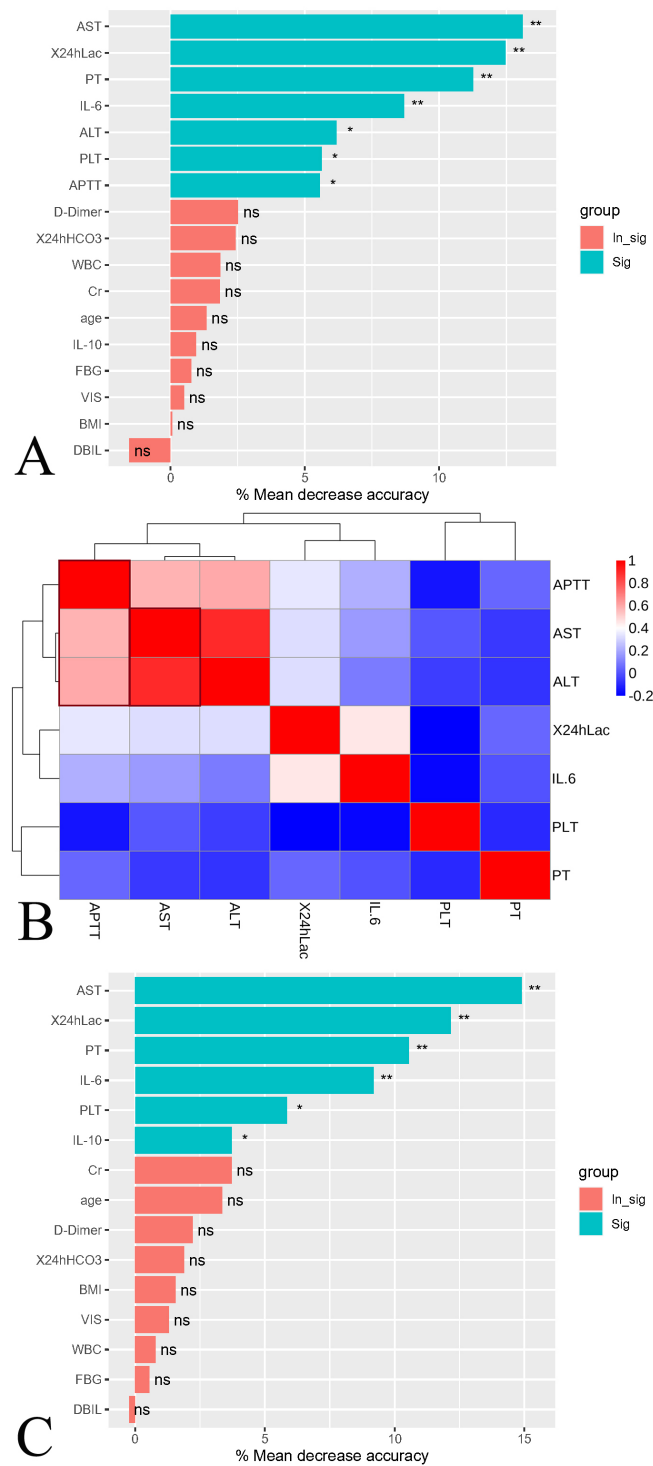 AST **
X24hLac **
PT **
IL-6 **
ALT *
PLT *
APTT *
D-Dimer ns
X24hHCO3 ns
WBC ns
Cr ns
age ns
IL-10 ns
FBG ns
VIS ns
BMI ns
DBIL ns
0 5 10
% Mean decrease accuracy
group
In_sig
Sig
A
APTT
AST
ALT
X24hLac
IL.6
PLT
PT
APTT AST ALT X24hLac IL.6 PLT PT
1
0.8
0.6
0.4
0.2
0
-0.2
B
AST **
X24hLac **
PT **
IL-6 **
PLT *
IL-10 *
Cr ns
age ns
D-Dimer ns
X24hHCO3 ns
BMI ns
VIS ns
WBC ns
FBG ns
DBIL ns
0 5 10 15
% Mean decrease accuracy
group
In_sig
Sig
C